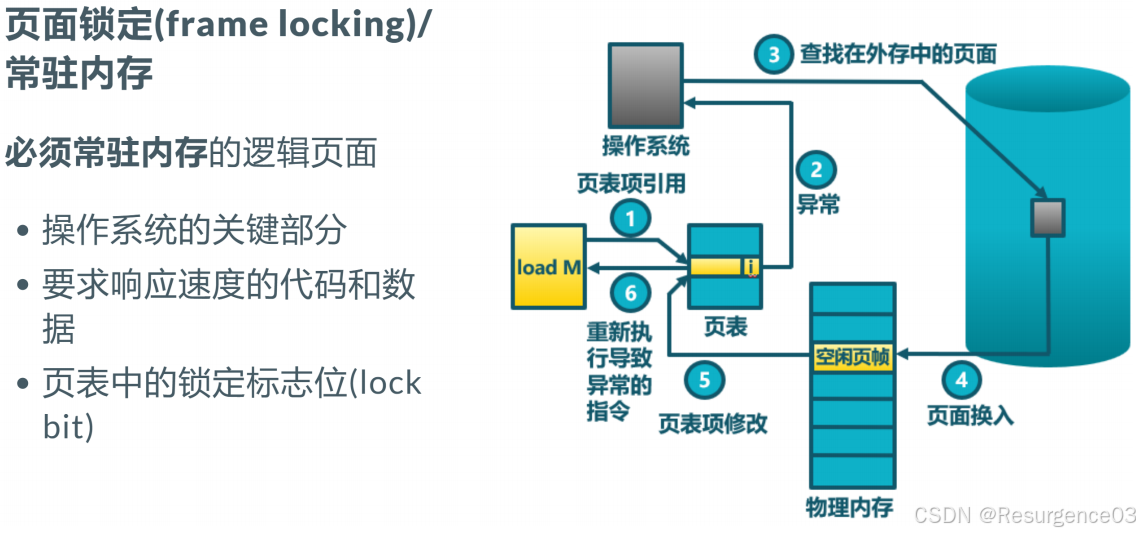 页面锁定(frame locking)/
常驻内存
必须常驻内存的逻辑页面
• 操作系统的关键部分
• 要求响应速度的代码和数
据
• 页表中的锁定标志位(lock
bit)
3 查找在外存中的页面
操作系统
2
异常
页表项引用
1
load M
i
6
重新执
行导致
异常的
指令
页表
5
页表项修改
空闲页帧
4
页面换入
物理内存
CSDN @Resurgence03